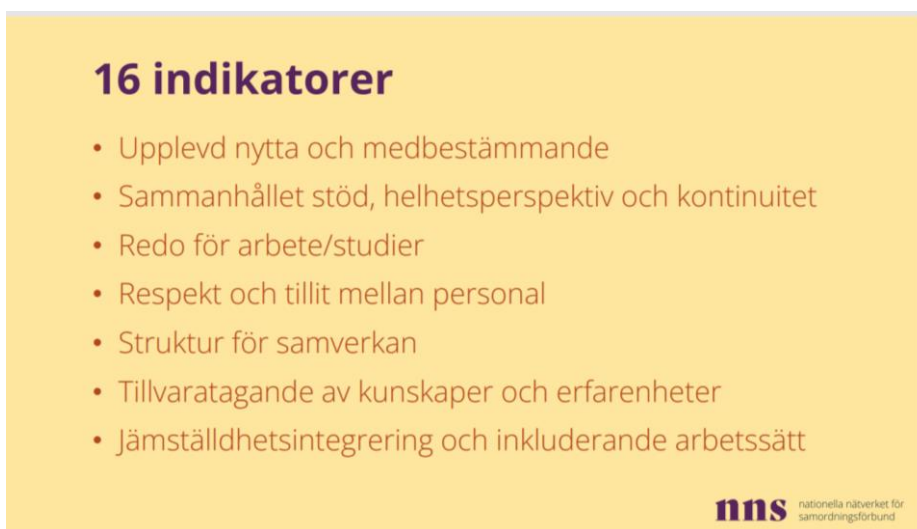 16 indikatorer
• Upplevd nytta och medbestämmande
• Sammanhållet stöd, helhetsperspektiv och kontinuitet
• Redo för arbete/studier
• Respekt och tillit mellan personal
• Struktur för samverkan
• Tillvaratagande av kunskaper och erfarenheter
• Jämställdhetsintegrering och inkluderande arbetssätt
nns
nationella nätverket för
samordningsförbund